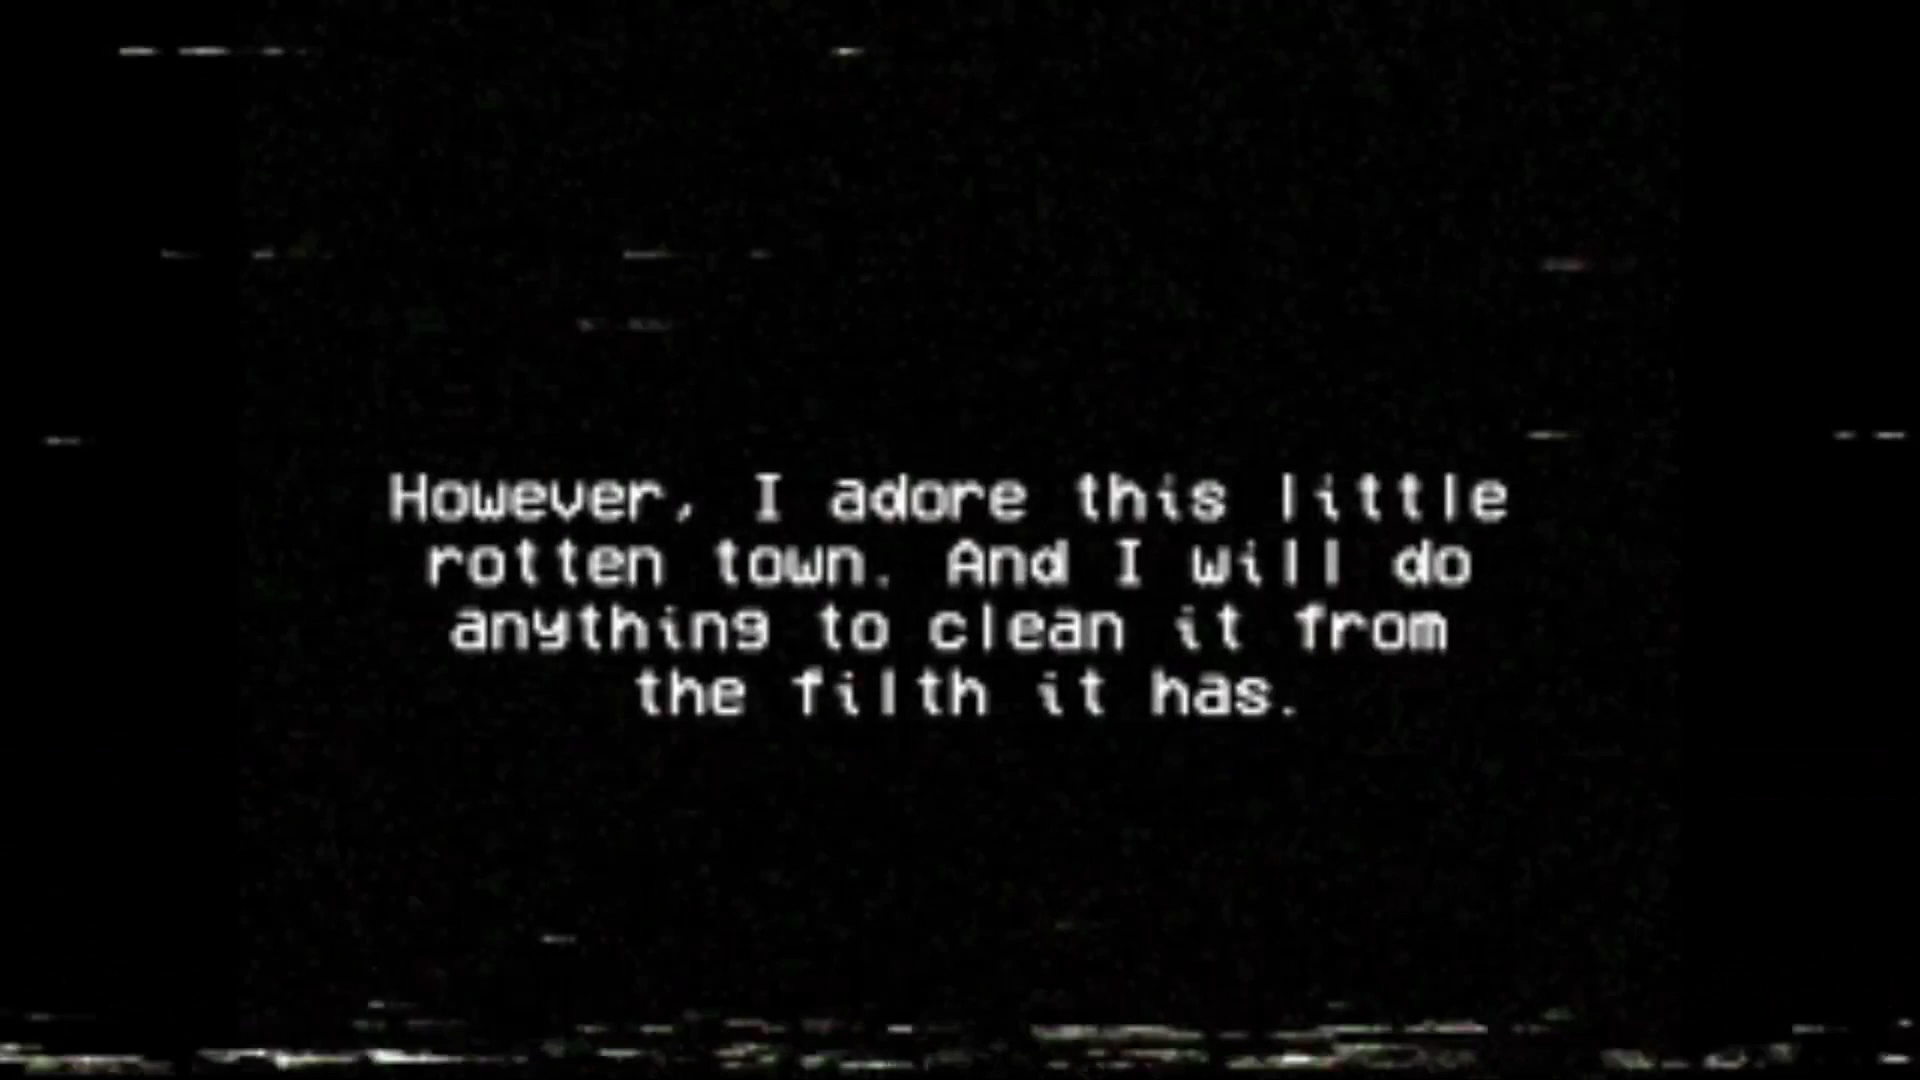 However, I adore this little
rotten town. And I will do
anything to clean it from
the filth it has.